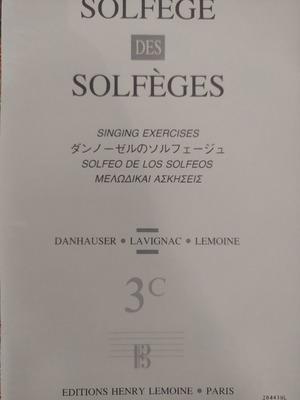 SOLFÈGE
DES
SOLFÈGES
SINGING EXERCISES
ダンノーゼルのソルフェージュ
SOLFEO DE LOS SOLFEOS
ΜΕΛΩΔΙΚΑΙ ΑΣΚΗΣΕΙΣ
DANHAUSER • LAVIGNAC • LEMOINE
3C
EDITIONS HENRY LEMOINE • PARIS